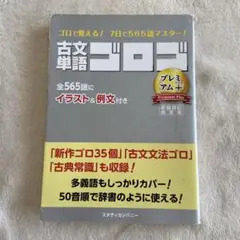 ゴロで覚える! 7日で565語マスター!
古文
単語
ゴロゴ
全565語に
イラスト&例文付き
プレミ
アム+
Premium Plus
「新作ゴロ35個」「古文文法ゴロ」
「古典常識」も収録!
多義語もしっかりカバー!
50音順で辞書のように使える!
スタディカンパニー